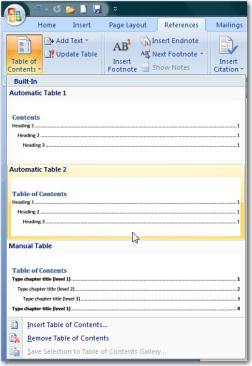 Home Insert Page Layout References Mailings
Table of Contents
Add Text
Update Table
AB¹
Insert Footnote
Insert Endnote
Next Footnote
Show Notes
Insert Citation
Built-In
Automatic Table 1
Contents
Heading 1 1
Heading 2 1
Heading 3 1
Automatic Table 2
Table of Contents
Heading 1 1
Heading 2 1
Heading 3 1
Manual Table
Table of Contents
Type chapter title (level 1) 1
Type chapter title (level 2) 2
Type chapter title (level 3) 3
Type chapter title (level 1) 4
Insert Table of Contents...
Remove Table of Contents
Save Selection to Table of Contents Gallery...